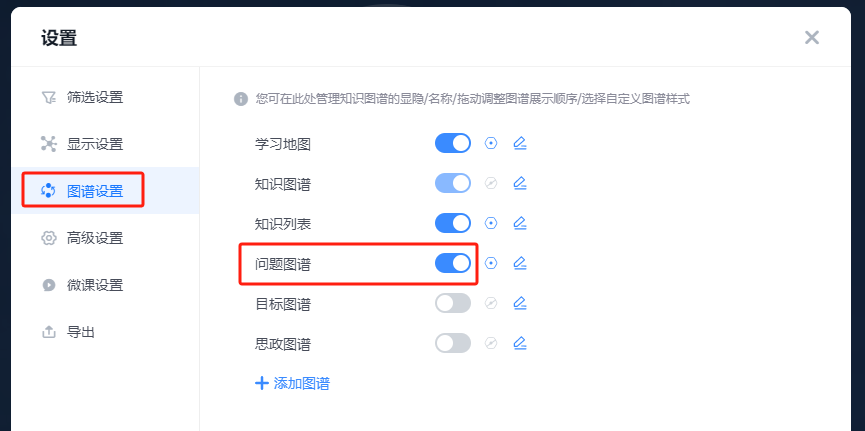 设置
筛选设置
显示设置
图谱设置
高级设置
微课设置
导出
您可在此处管理知识图谱的显隐/名称/拖动调整图谱展示顺序/选择自定义图谱样式
学习地图
知识图谱
知识列表
问题图谱
目标图谱
思政图谱
添加图谱